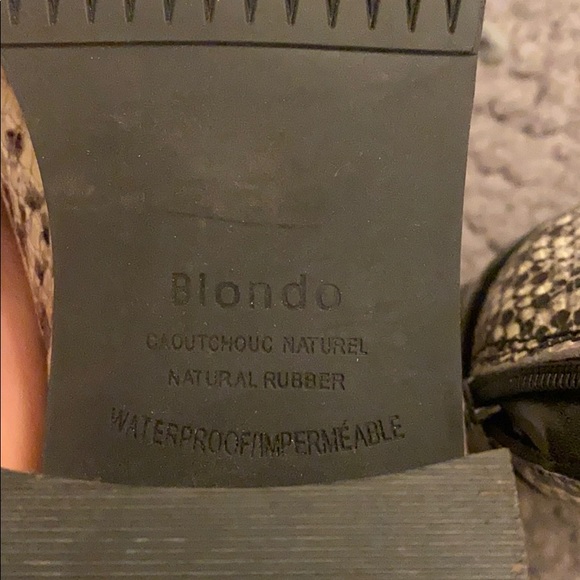 Blondo
CAOUTCHOUC NATUREL
NATURAL RUBBER
WATERPROOF/IMPERMÉABLE